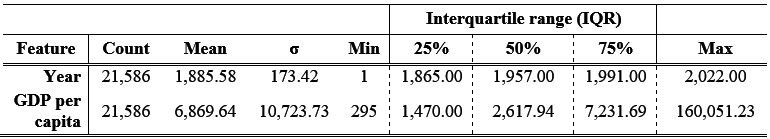 Interquartile range (IQR)
Feature Count Mean σ Min 25% 50% 75% Max
Year 21,586 1,885.58 173.42 1 1,865.00 1,957.00 1,991.00 2,022.00
GDP per capita 21,586 6,869.64 10,723.73 295 1,470.00 2,617.94 7,231.69 160,051.23